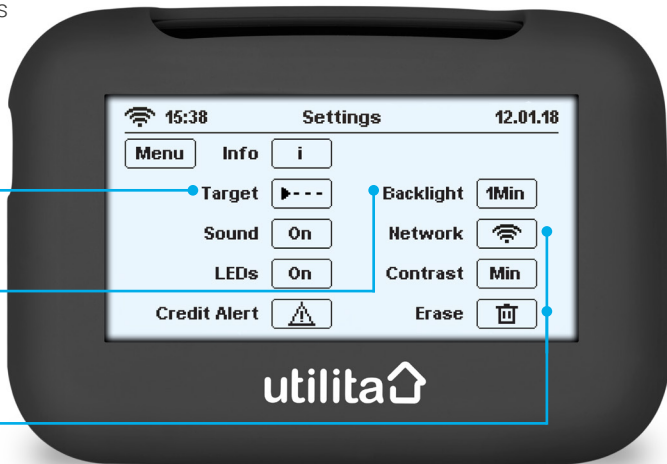 S
15:38 Settings 12.01.18
Menu Info i
Target --- Backlight 1Min
Sound On Network
LEDs On Contrast Min
Credit Alert Erase
utilita